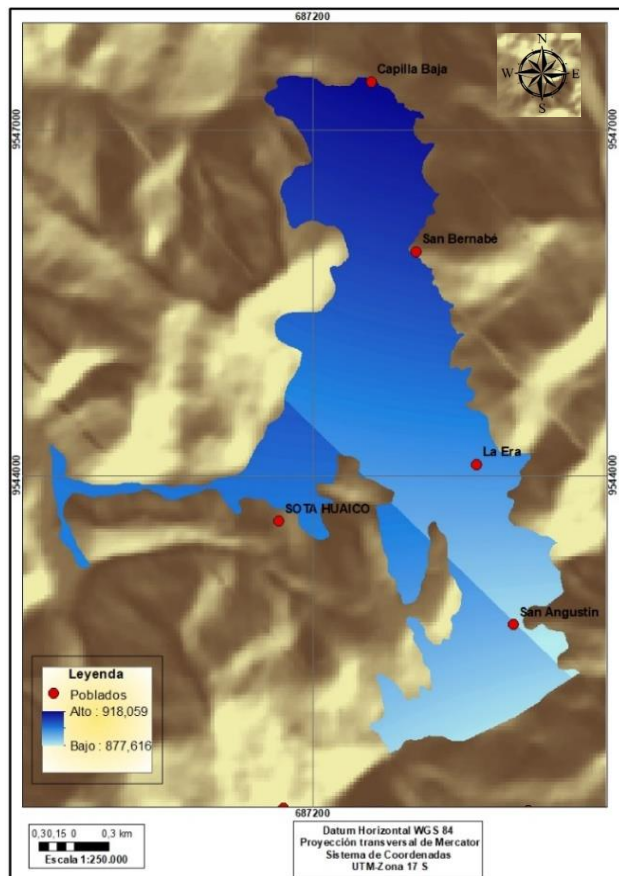 687200
N
W E
S
Capilla Baja
9547000
9547000
San Bernabé
La Era
9544000
9544000
SOTA HUAICO
San Angustin
Leyenda
Poblados
Alto : 918,059
Bajo : 877,616
687200
0,30,15 0 0,3 km
Escala 1:250.000
Datum Horizontal WGS 84
Proyección transversal de Mercator
Sistema de Coordenadas
UTM-Zona 17 S